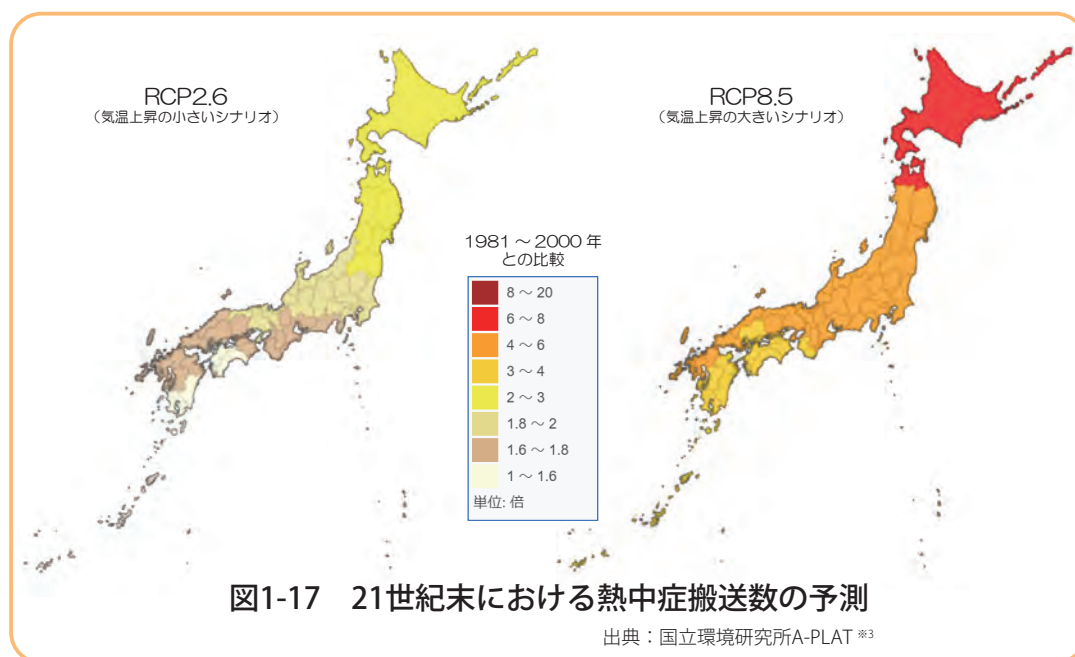 RCP2.6
（気温上昇の小さいシナリオ）
RCP8.5
（気温上昇の大きいシナリオ）
1981 ～ 2000 年
との比較
8 ～ 20
6 ～ 8
4 ～ 6
3 ～ 4
2 ～ 3
1.8 ～ 2
1.6 ～ 1.8
1 ～ 1.6
単位: 倍
図1-17　21世紀末における熱中症搬送数の予測
出典：国立環境研究所A-PLAT ※3